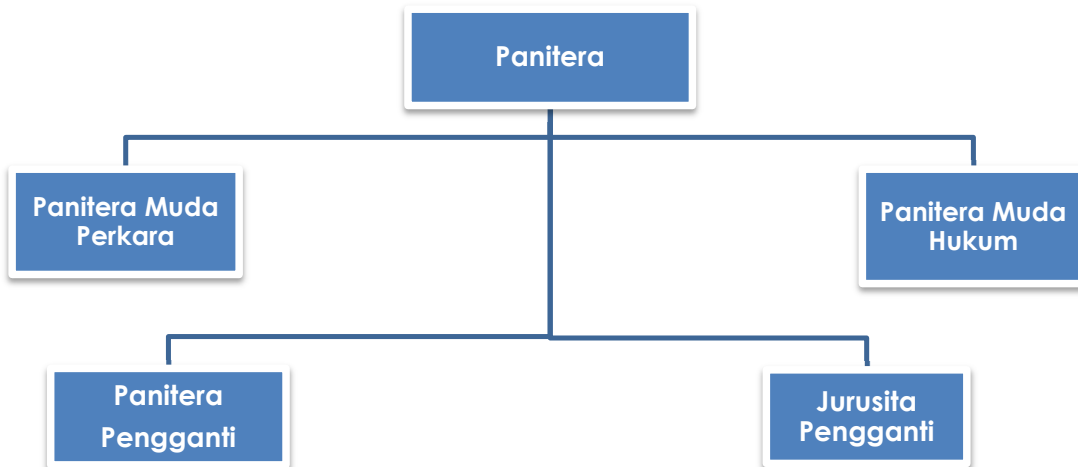 Panitera
Panitera Muda
Perkara
Panitera Muda
Hukum
Panitera
Pengganti
Jurusita
Pengganti